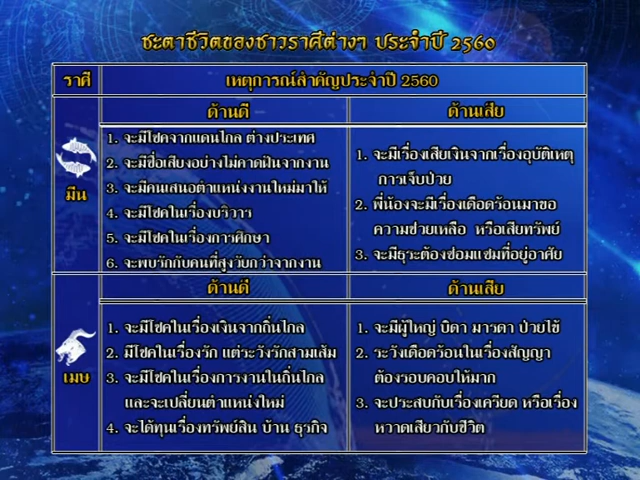 ชะตาชีวิตของชาวราศีต่างๆ ประจำปี 2560
ราศี
เหตุการณ์สำคัญประจำปี 2560
ด้านดี
ด้านเสีย
มีน
1. จะมีโชคจากแดนไกล ต่างประเทศ
2. จะมีชื่อเสียงอย่างไม่คาดฝันจากงาน
3. จะมีคนเสนอตำแหน่งงานใหม่มาให้
4. จะมีโชคในเรื่องบริวาร
5. จะมีโชคในเรื่องการศึกษา
6. จะพบรักกับคนที่สูงวัยกว่าจากงาน
1. จะมีเรื่องเสียเงินจากเรื่องอุบัติเหตุ
การเจ็บป่วย
2. พี่น้องจะมีเรื่องเดือดร้อนมาขอ
ความช่วยเหลือ หรือเสียทรัพย์
3. จะมีธุระต้องซ่อมแซมที่อยู่อาศัย
ด้านดี
ด้านเสีย
เมษ
1. จะมีโชคในเรื่องเงินจากถิ่นไกล
2. มีโชคในเรื่องรัก แต่ระวังรักสามเส้า
3. จะมีโชคในเรื่องการงานในถิ่นไกล
และจะเปลี่ยนตำแหน่งใหม่
4. จะได้ทุนเรื่องทรัพย์สิน บ้าน ธุรกิจ
1. จะมีผู้ใหญ่ บิดา มารดา ป่วยไข้
2. ระวังเดือดร้อนในเรื่องสัญญา
ต้องรอบคอบให้มาก
3. จะประสบกับเรื่องเครียด หรือเรื่อง
หวาดเสียวกับชีวิต